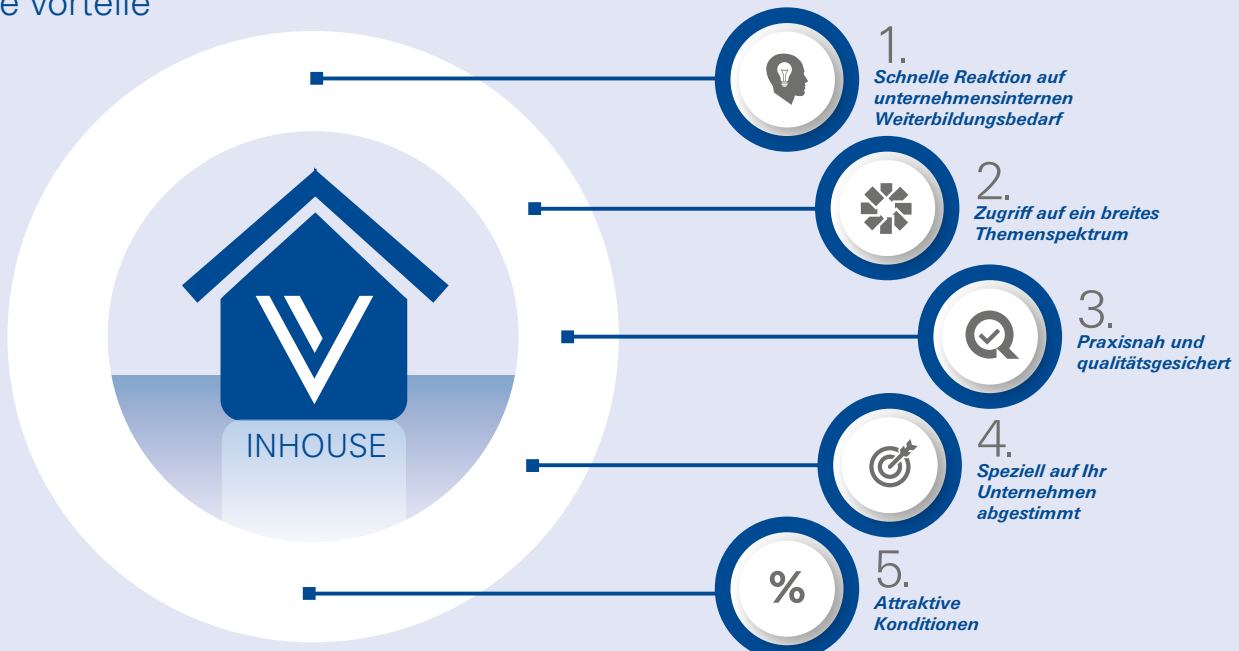 e Vorteile
1.
Schnelle Reaktion auf
unternehmensinternen
Weiterbildungsbedarf
2.
Zugriff auf ein breites
Themenspektrum
3.
Praxisnah und
qualitätsgesichert
INHOUSE
4.
Speziell auf Ihr
Unternehmen
abgestimmt
%
5.
Attraktive
Konditionen